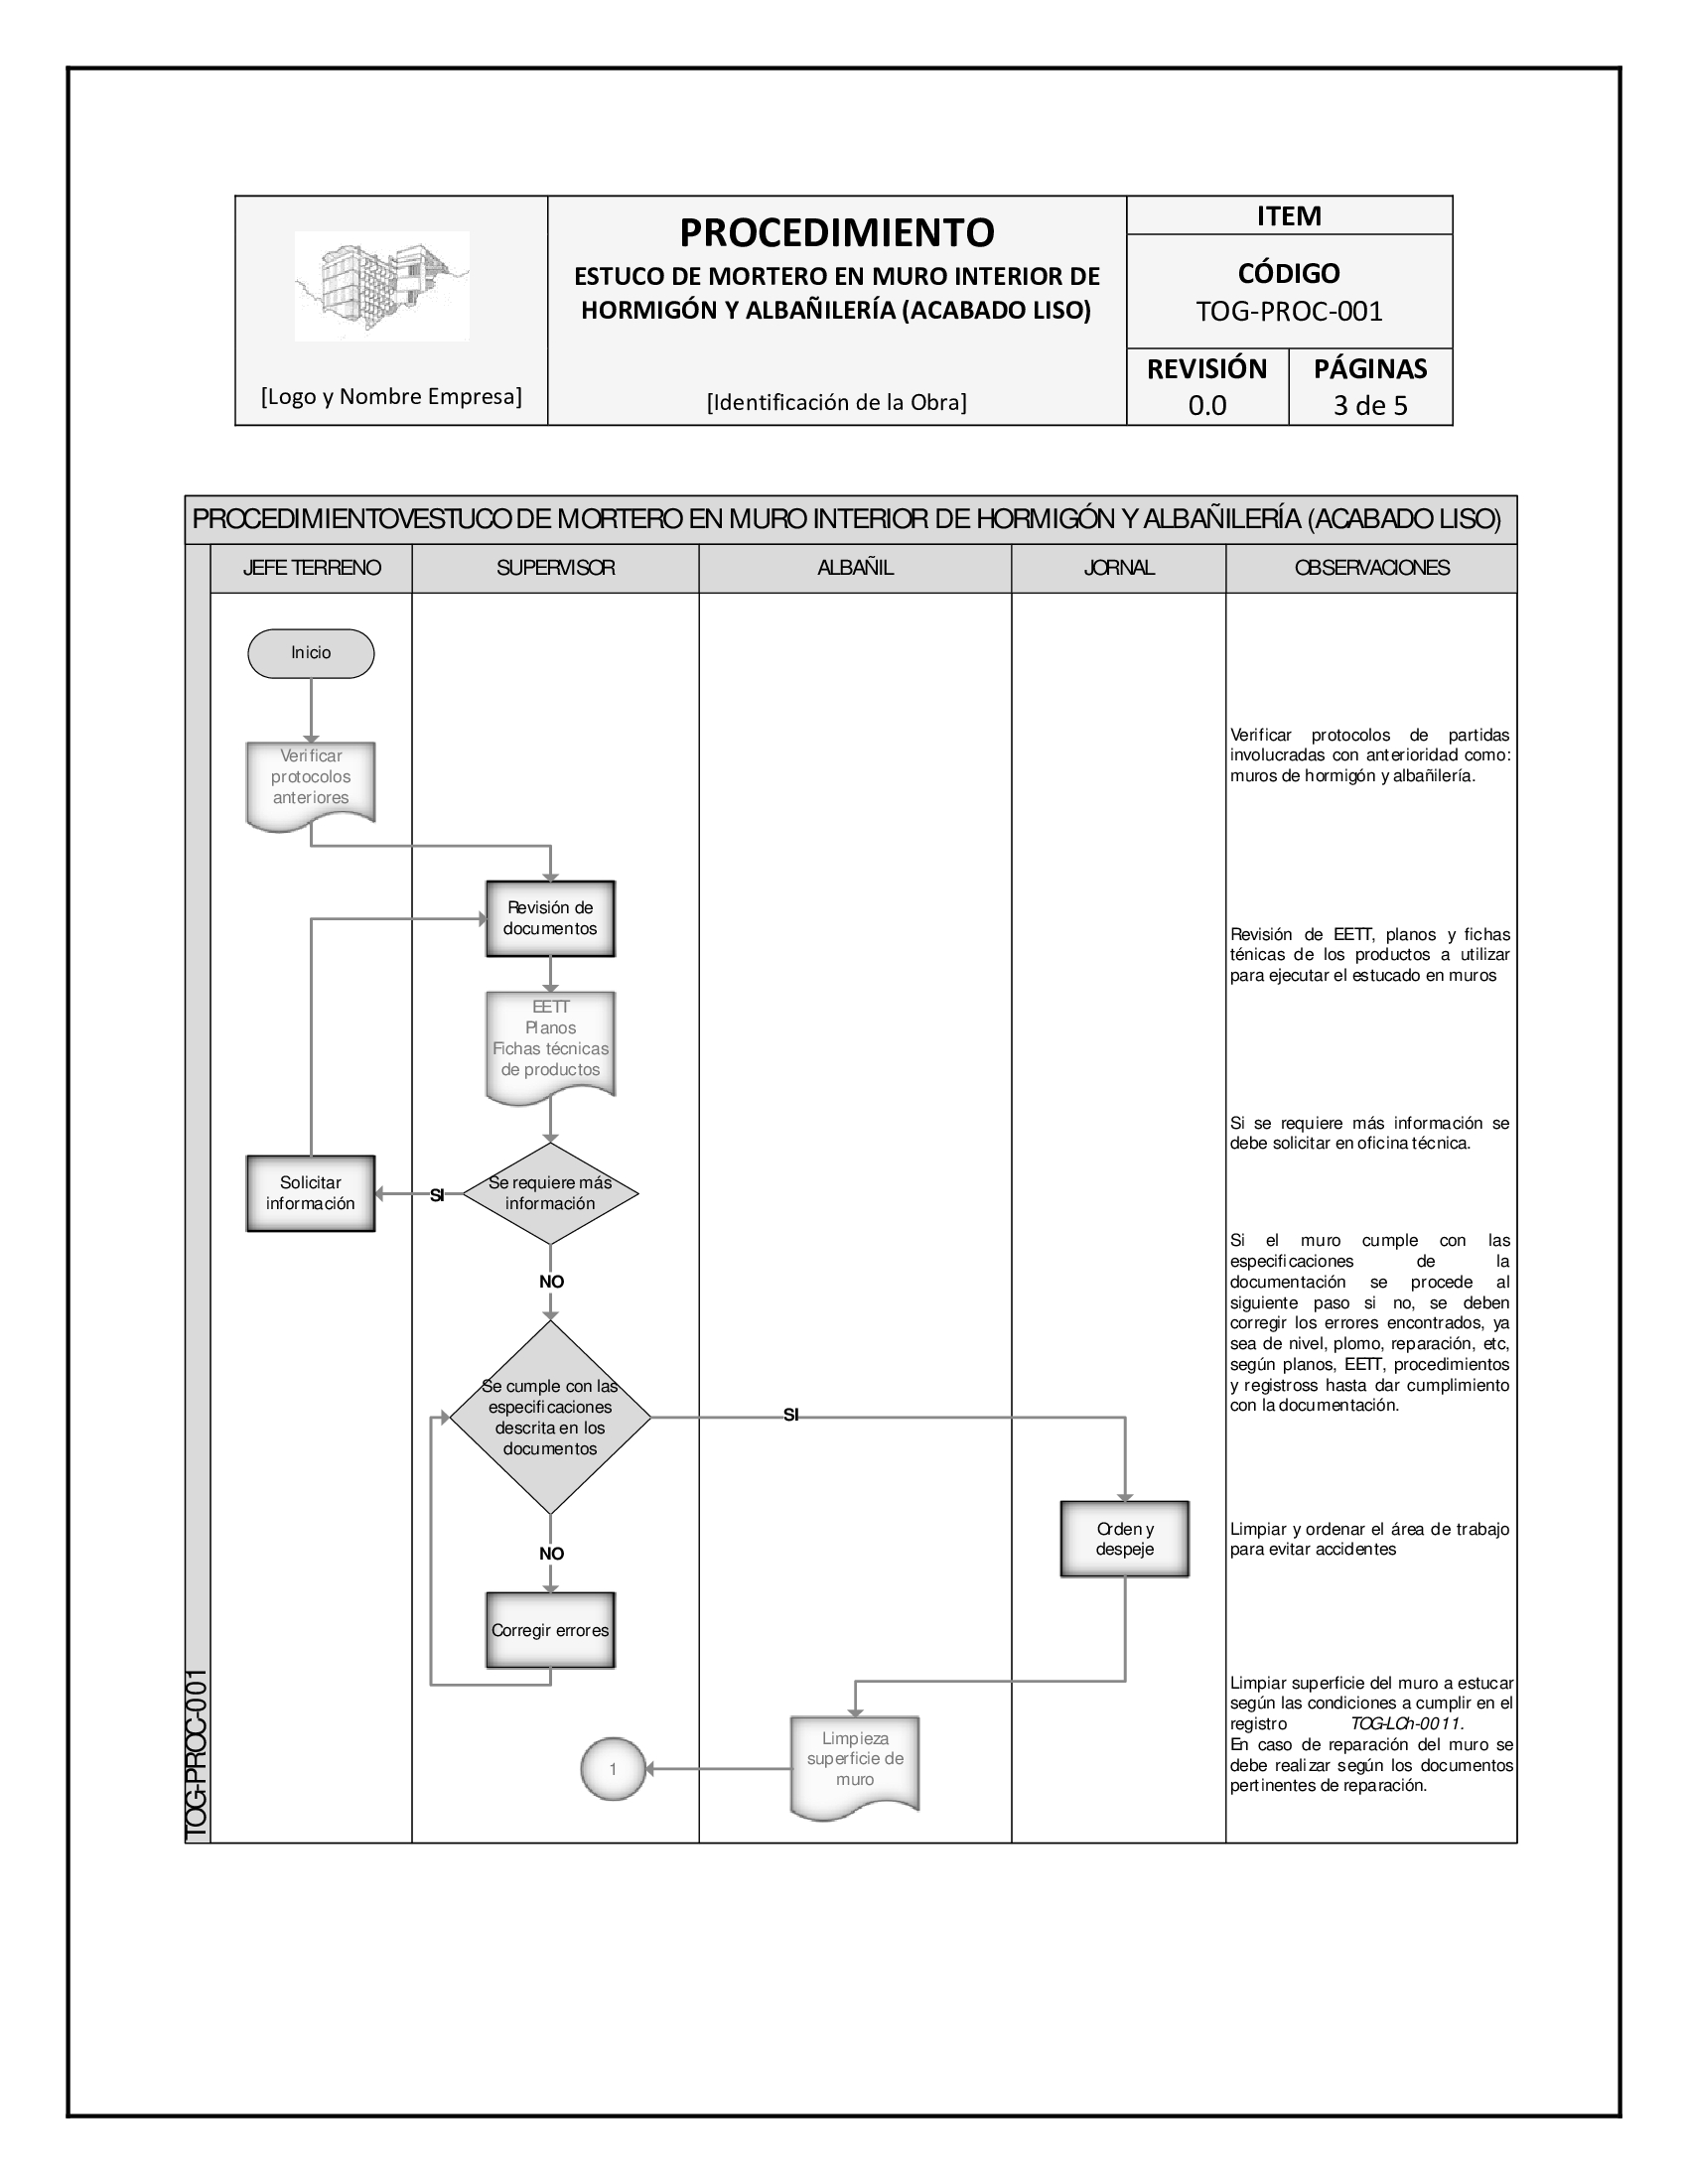 [Logo y Nombre Empresa]
PROCEDIMIENTO
ESTUCO DE MORTERO EN MURO INTERIOR DE
HORMIGÓN Y ALBAÑILERÍA (ACABADO LISO)
[Identificación de la Obra]
ITEM
CÓDIGO
TOG-PROC-001
REVISIÓN
0.0
PÁGINAS
3 de 5
PROCEDIMIENTOVESTUCO DE MORTERO EN MURO INTERIOR DE HORMIGÓN Y ALBAÑILERÍA (ACABADO LISO)
TOG-PROC-001
JEFE TERRENO
SUPERVISOR
ALBAÑIL
JORNAL
OBSERVACIONES
Inicio
Verificar
protocolos
anteriores
Verificar protocolos de partidas
involucradas con anterioridad como:
muros de hormigón y albañilería.
Revisión de
documentos
Revisión de EETT, planos y fichas
ténicas de los productos a utilizar
para ejecutar el estucado en muros
EETT
Planos
Fichas técnicas
de productos
Si se requiere más información se
debe solicitar en oficina técnica.
Solicitar
información
SI
Se requiere más
información
NO
Si el muro cumple con las
especificaciones de la
documentación se procede al
siguiente paso si no, se deben
corregir los errores encontrados, ya
sea de nivel, plomo, reparación, etc,
según planos, EETT, procedimientos
y registross hasta dar cumplimiento
con la documentación.
Se cumple con las
especificaciones
descrita en los
documentos
SI
NO
Orden y
despeje
Limpiar y ordenar el área de trabajo
para evitar accidentes
Corregir errores
Limpieza
superficie de
muro
1
Limpiar superficie del muro a estucar
según las condiciones a cumplir en el
registro TOG-LCh-0011.
En caso de reparación del muro se
debe realizar según los documentos
pertinentes de reparación.